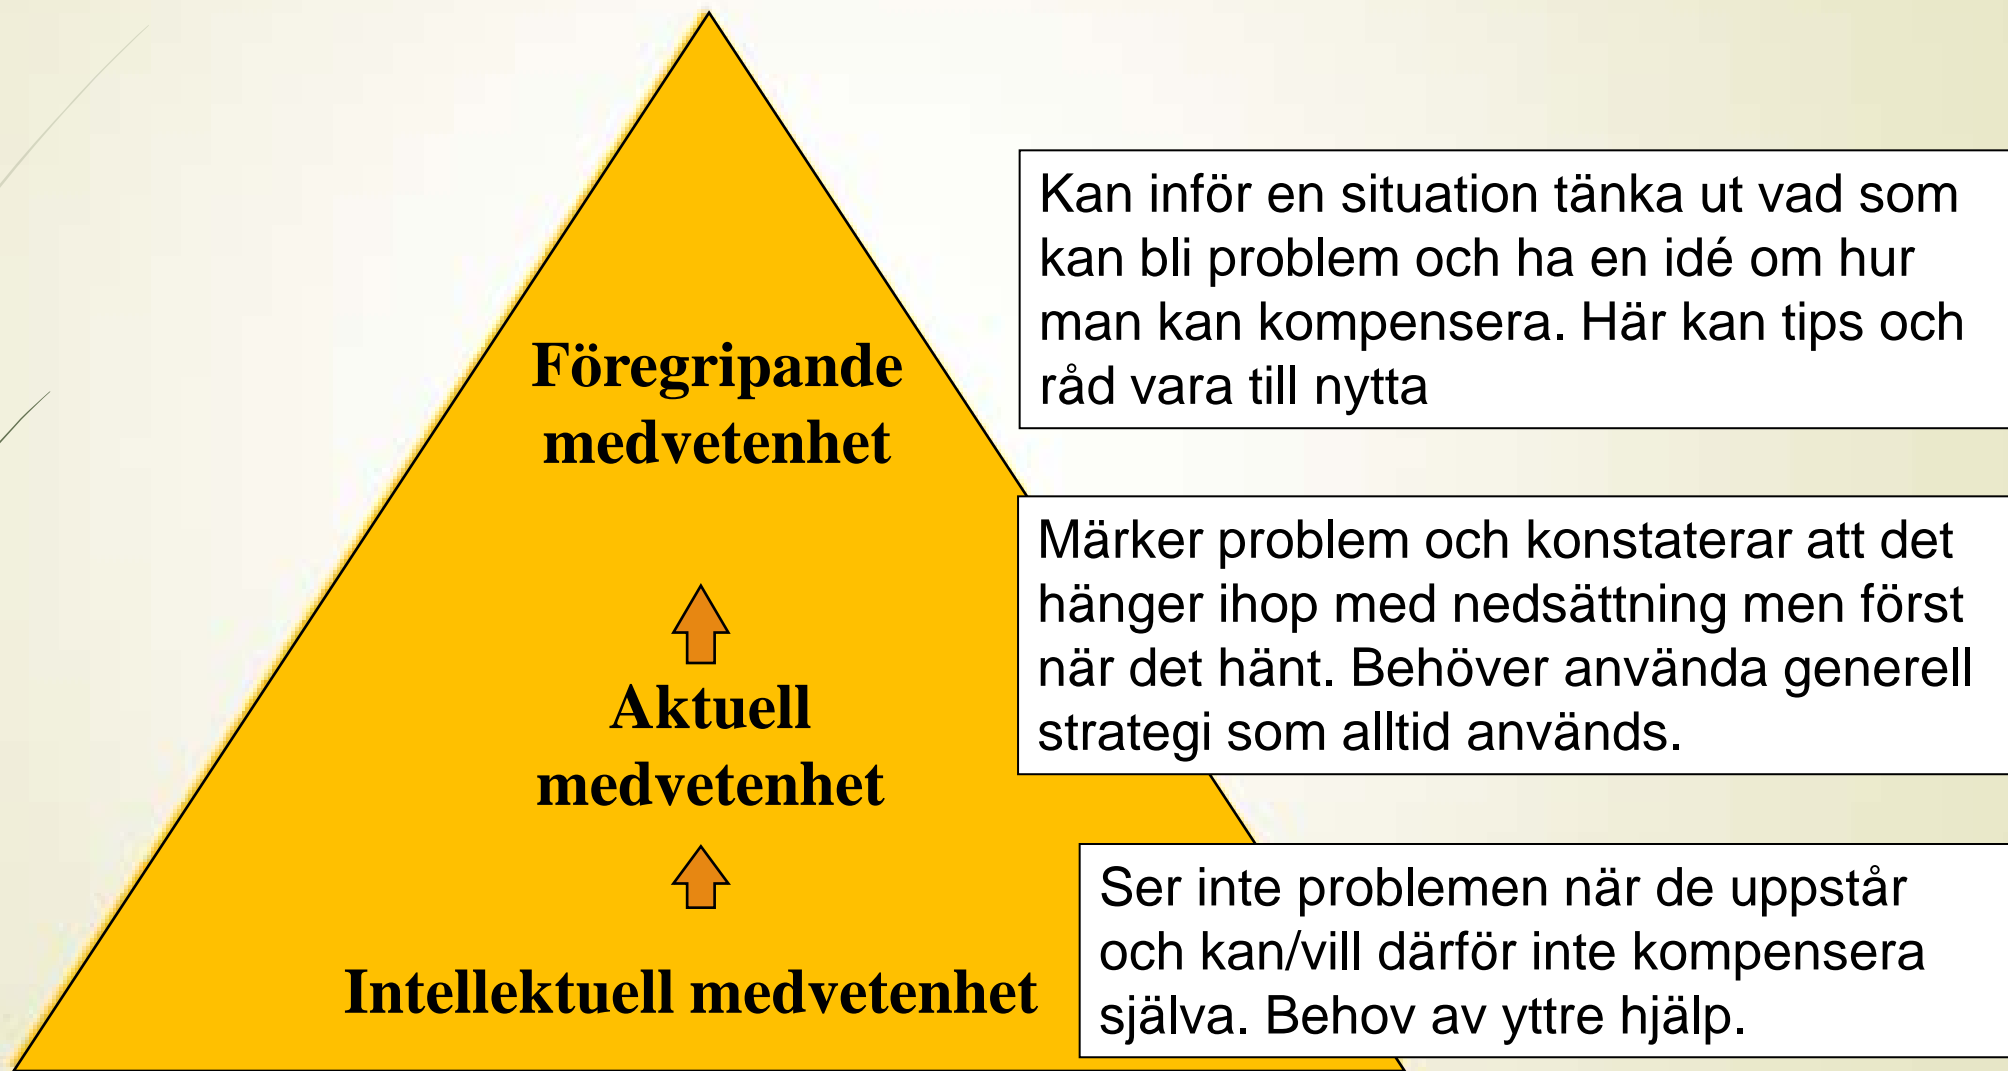 Föregripande
medvetenhet
Kan inför en situation tänka ut vad som
kan bli problem och ha en idé om hur
man kan kompensera. Här kan tips och
råd vara till nytta
Aktuell
medvetenhet
Märker problem och konstaterar att det
hänger ihop med nedsättning men först
när det hänt. Behöver använda generell
strategi som alltid används.
Intellektuell medvetenhet
Ser inte problemen när de uppstår
och kan/vill därför inte kompensera
själva. Behov av yttre hjälp.